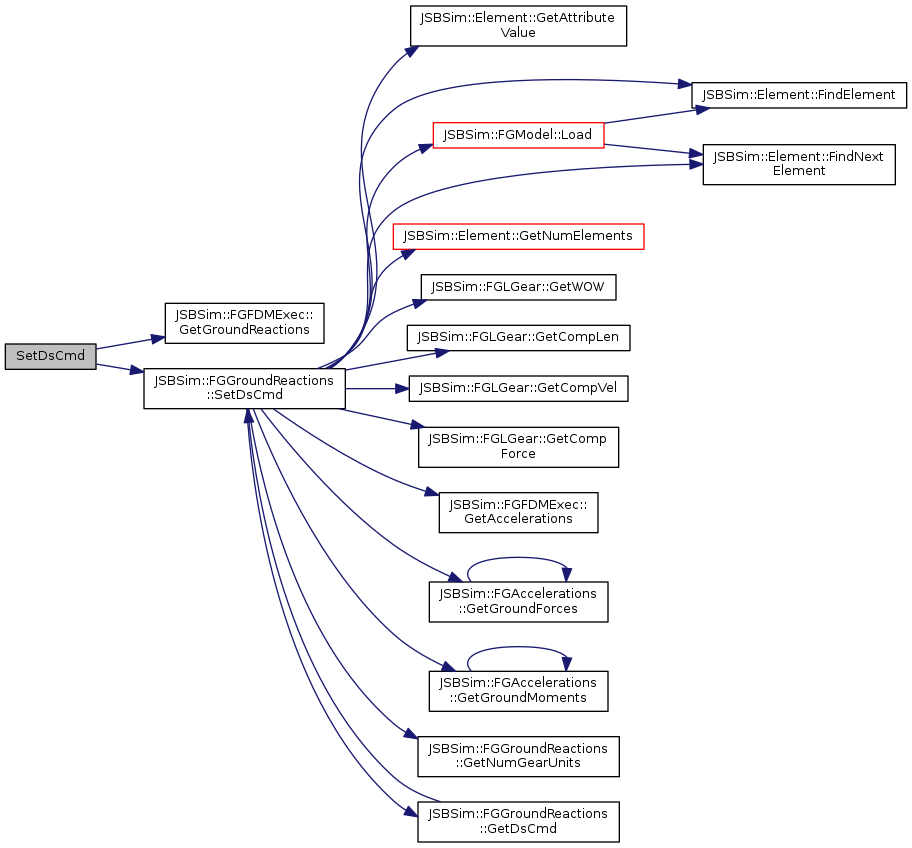 JSBSim::Element::GetAttribute
Value
JSBSim::Element::FindElement
JSBSim::FGModel::Load
JSBSim::Element::FindNext
Element
JSBSim::Element::GetNumElements
JSBSim::FGLGear::GetWOW
JSBSim::FGFDMExec::
GetGroundReactions
JSBSim::FGLGear::GetCompLen
SetDsCmd
JSBSim::FGGroundReactions
::SetDsCmd
JSBSim::FGLGear::GetCompVel
JSBSim::FGLGear::GetComp
Force
JSBSim::FGFDMExec::
GetAccelerations
JSBSim::FGAccelerations
::GetGroundForces
JSBSim::FGAccelerations
::GetGroundMoments
JSBSim::FGGroundReactions
::GetNumGearUnits
JSBSim::FGGroundReactions
::GetDsCmd